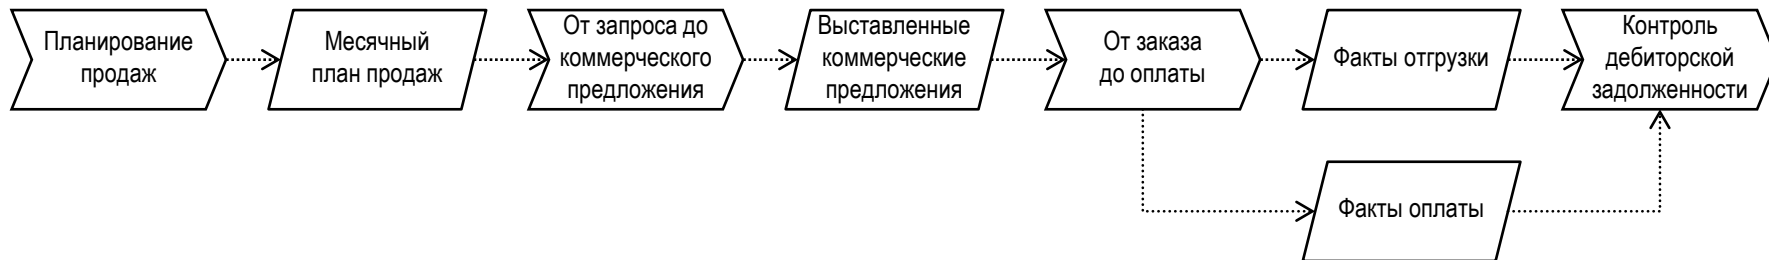 Планирование
продаж
Месячный
план продаж
От запроса до
коммерческого
предложения
Выставленные
коммерческие
предложения
От заказа
до оплаты
Факты отгрузки
Контроль
дебиторской
задолженности
Факты оплаты